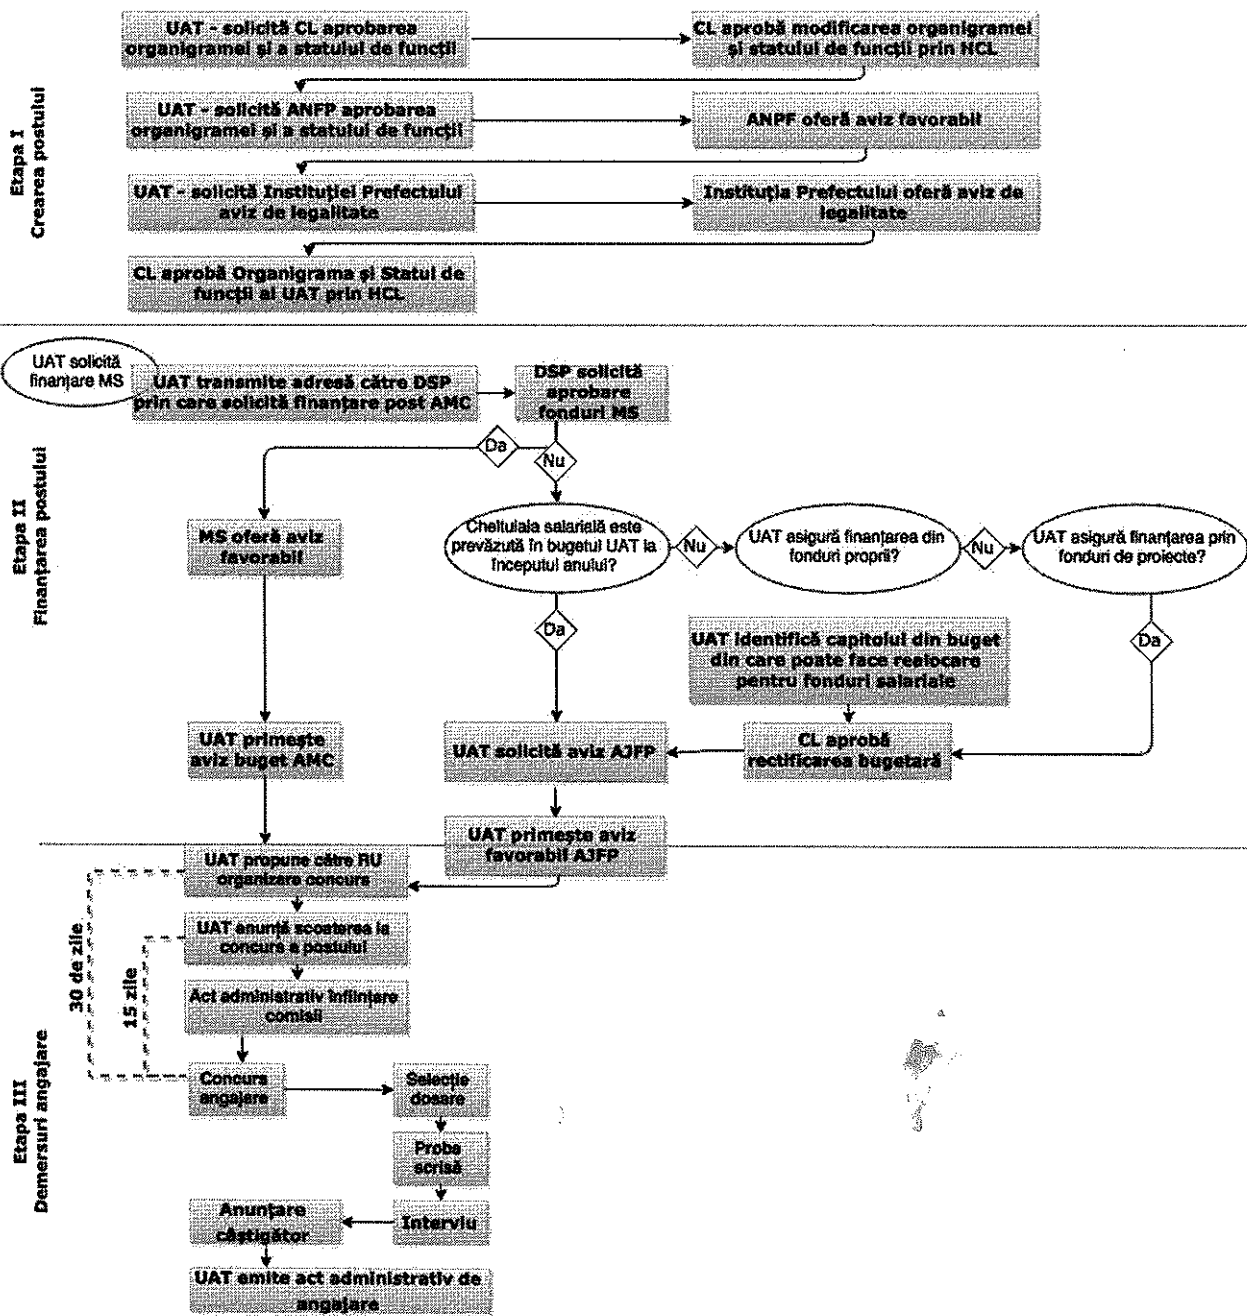 Etapa I
Crearea postului
UAT - solicită CL aprobarea
organigramei și a statului de funcții
CL aprobă modificarea organigramei
și statului de funcții prin HCL
UAT - solicită ANFP aprobarea
organigramei și a statului de funcții
ANPF oferă aviz favorabil
UAT - solicită Instituției Prefectului
aviz de legalitate
Instituția Prefectului oferă aviz de
legalitate
CL aprobă Organigrama și Statul de
funcții al UAT prin HCL
Etapa II
Finanțarea postului
UAT solicită
finanțare MS
UAT transmite adresă către DSP
prin care solicită finanțare post AMC
DSP solicită
aprobare
fonduri MS
Da
Nu
MS oferă aviz
favorabil
Cheltuiala salarială este
prevăzută în bugetul UAT la
începutul anului?
Nu
UAT asigură finanțarea din
fonduri proprii?
Nu
UAT asigură finanțarea prin
fonduri de proiecte?
Da
Da
UAT identifică capitolul din buget
din care poate face realocare
pentru fonduri salariale
UAT primește
aviz buget AMC
UAT solicită aviz AJFP
CL aprobă
rectificarea bugetară
UAT primește aviz
favorabil AJFP
Etapa III
Demersuri angajare
30 de zile
15 zile
UAT propune către RU
organizare concurs
UAT anunță scoaterea la
concurs a postului
Act administrativ înființare
comisii
Concurs
angajare
Selecție
dosare
Proba
scrisă
Interviu
Anunțare
câștigător
UAT emite act administrativ de
angajare